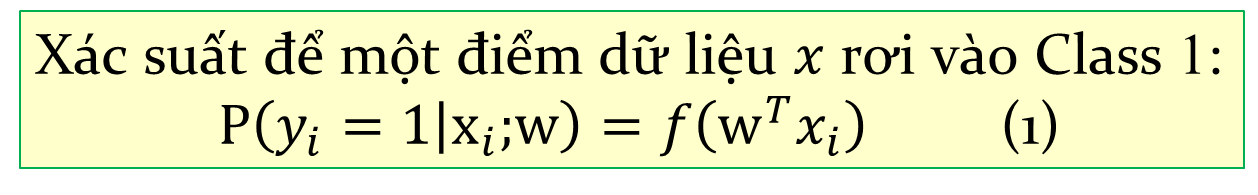 Xác suất để một điểm dữ liệu x rơi vào Class 1:
P(yᵢ = 1|xᵢ;w) = f(wᵀxᵢ) (1)